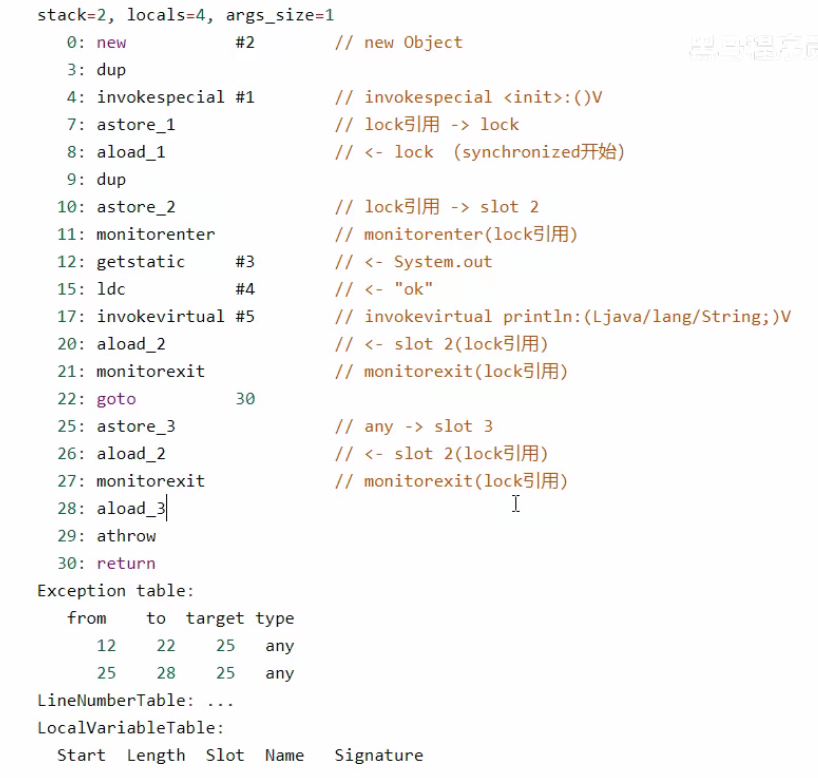 stack=2, locals=4, args_size=1
0: new #2 // new Object
3: dup
4: invokespecial #1 // invokespecial <init>:()V
7: astore_1 // lock引用 -> lock
8: aload_1 // <- lock (synchronized开始)
9: dup
10: astore_2 // lock引用 -> slot 2
11: monitorenter // monitorenter(lock引用)
12: getstatic #3 // <- System.out
15: ldc #4 // <- "ok"
17: invokevirtual #5 // invokevirtual println:(Ljava/lang/String;)V
20: aload_2 // <- slot 2(lock引用)
21: monitorexit // monitorexit(lock引用)
22: goto 30
25: astore_3 // any -> slot 3
26: aload_2 // <- slot 2(lock引用)
27: monitorexit // monitorexit(lock引用)
28: aload_3
29: athrow
30: return
Exception table:
from to target type
12 22 25 any
25 28 25 any
LineNumberTable: ...
LocalVariableTable:
Start Length Slot Name Signature